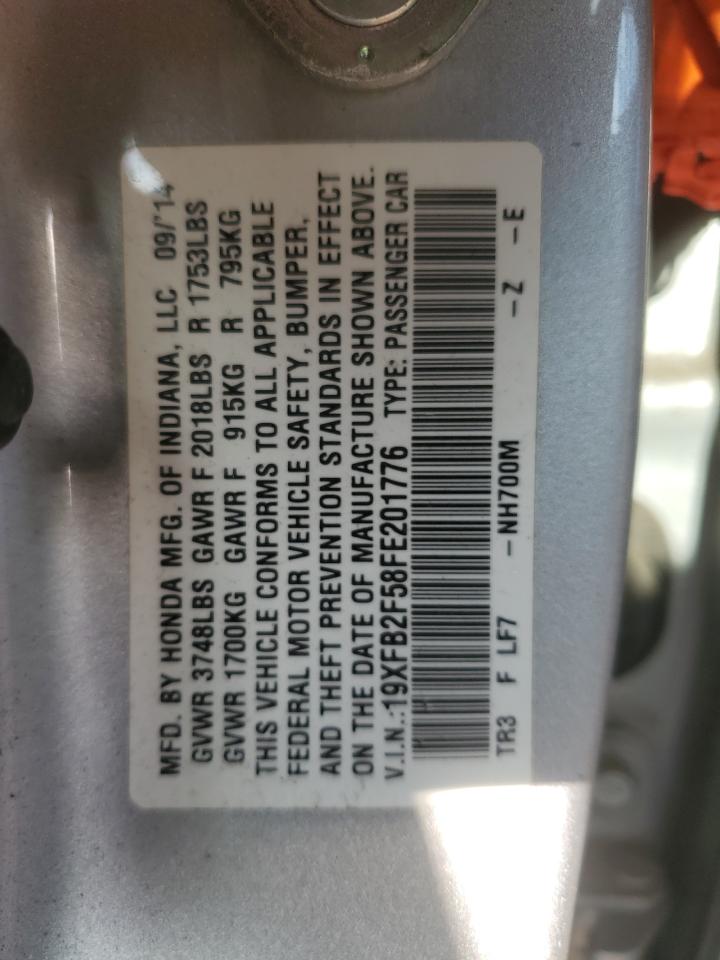 MFD. BY HONDA MFG. OF INDIANA, LLC 09/'14
GVWR 3748LBS GAWR F 2018LBS R 1753LBS
GVWR 1700KG GAWR F 915KG R 795KG
THIS VEHICLE CONFORMS TO ALL APPLICABLE
FEDERAL MOTOR VEHICLE SAFETY, BUMPER,
AND THEFT PREVENTION STANDARDS IN EFFECT
ON THE DATE OF MANUFACTURE SHOWN ABOVE.
V.I.N.:19XFB2F58FE201776 TYPE: PASSENGER CAR
TR3 F LF7 -NH700M -Z -E